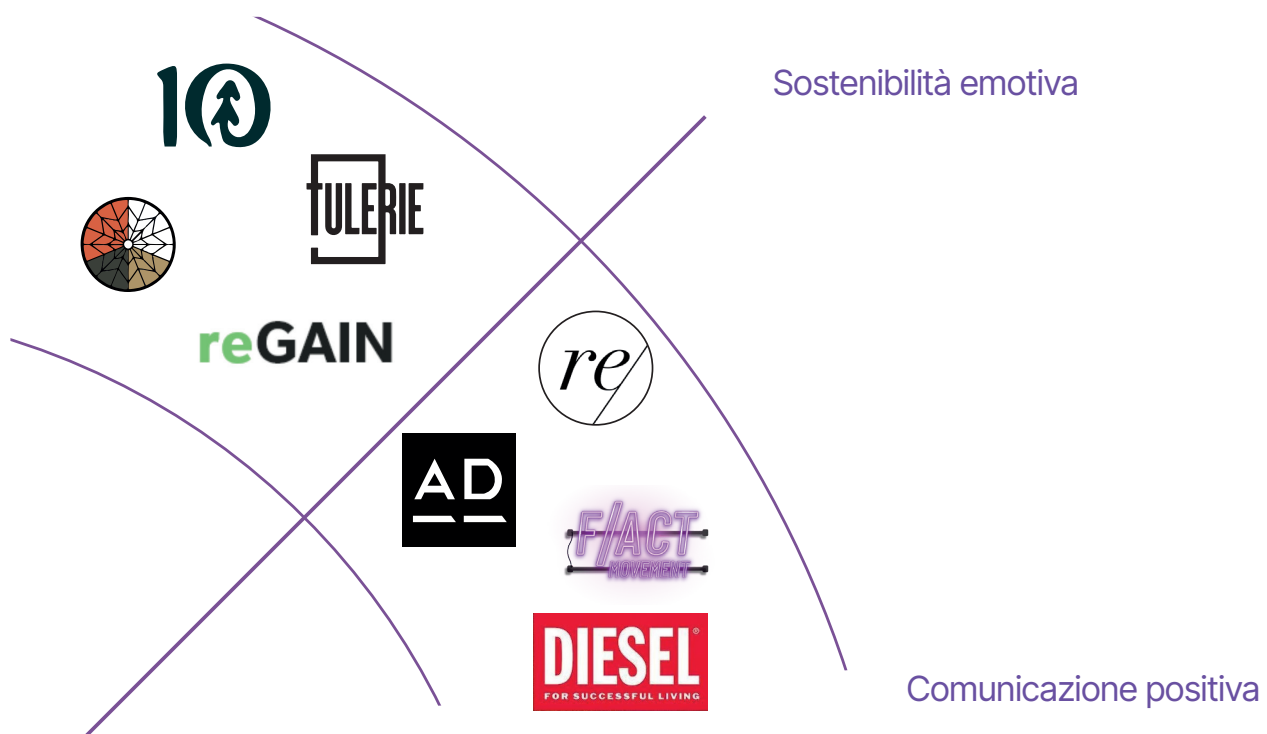 Sostenibilità emotiva
10
TULERIE
reGAIN
re/
AD
F/ACT
MOVEMENT
DIESEL®
FOR SUCCESSFUL LIVING
Comunicazione positiva